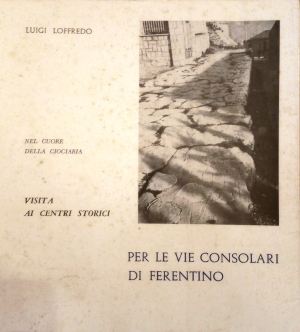 LUIGI LOFFREDO
NEL CUORE
DELLA CIOCIARIA
VISITA
AI CENTRI STORICI
PER LE VIE CONSOLARI
DI FERENTINO